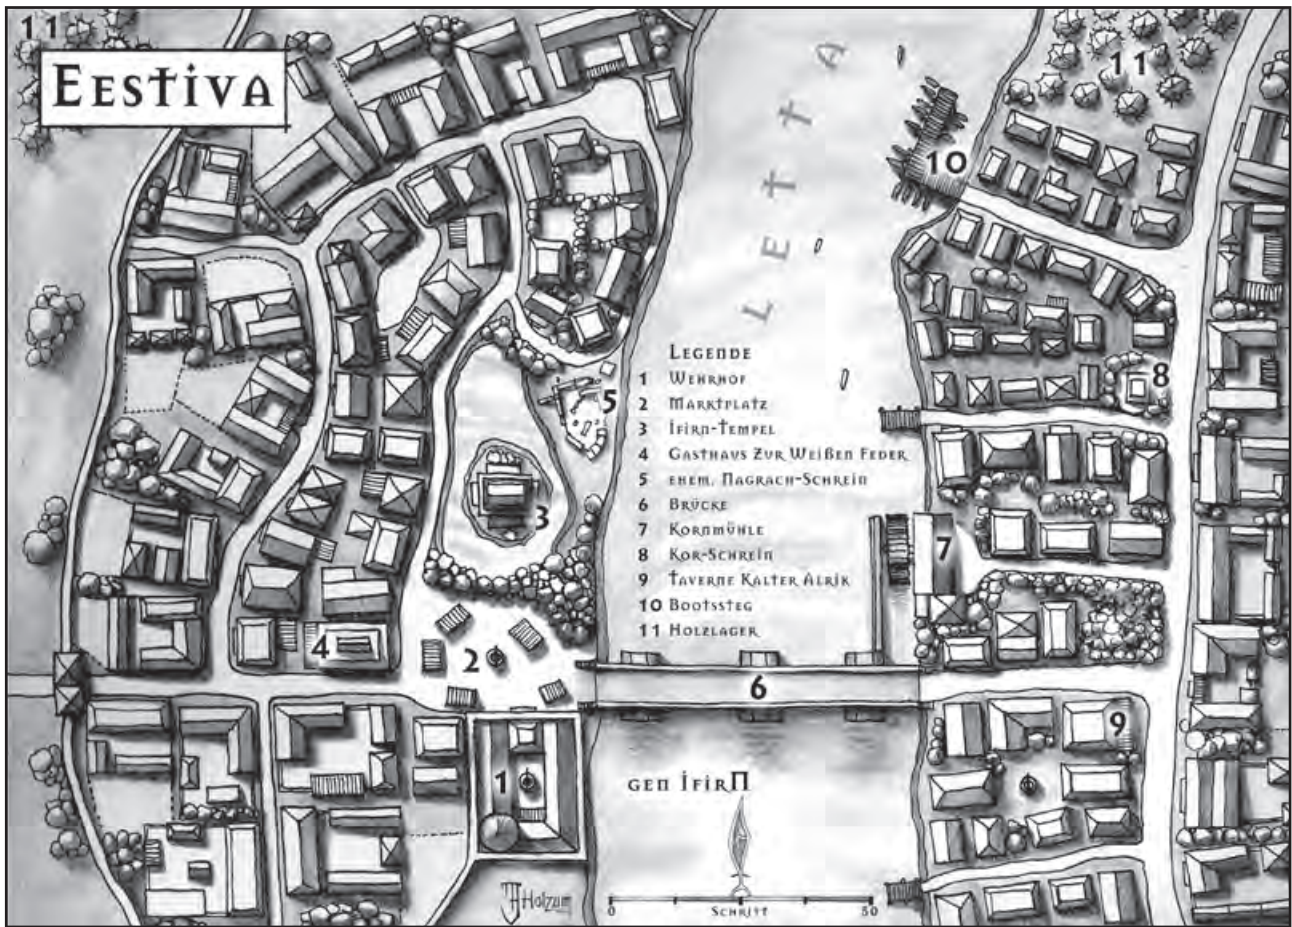 11
EESTIVA
11
10
LETTA
LEGENDE
1 WEHRHOF
2 MARKTPLATZ
3 IFIRN-TEMPEL
4 GASTHAUS ZUR WEIßEN FEDER
5 EHEM. NAGRACH-SCHREIN
6 BRÜCKE
7 KORNMÜHLE
8 KOR-SCHREIN
9 TAVERNE KALTER ALRIK
10 BOOTSSTEG
11 HOLZLAGER
5
8
3
7
4
2
6
9
1
GEN IFIRN
Holzum
0 SCHRITT 50